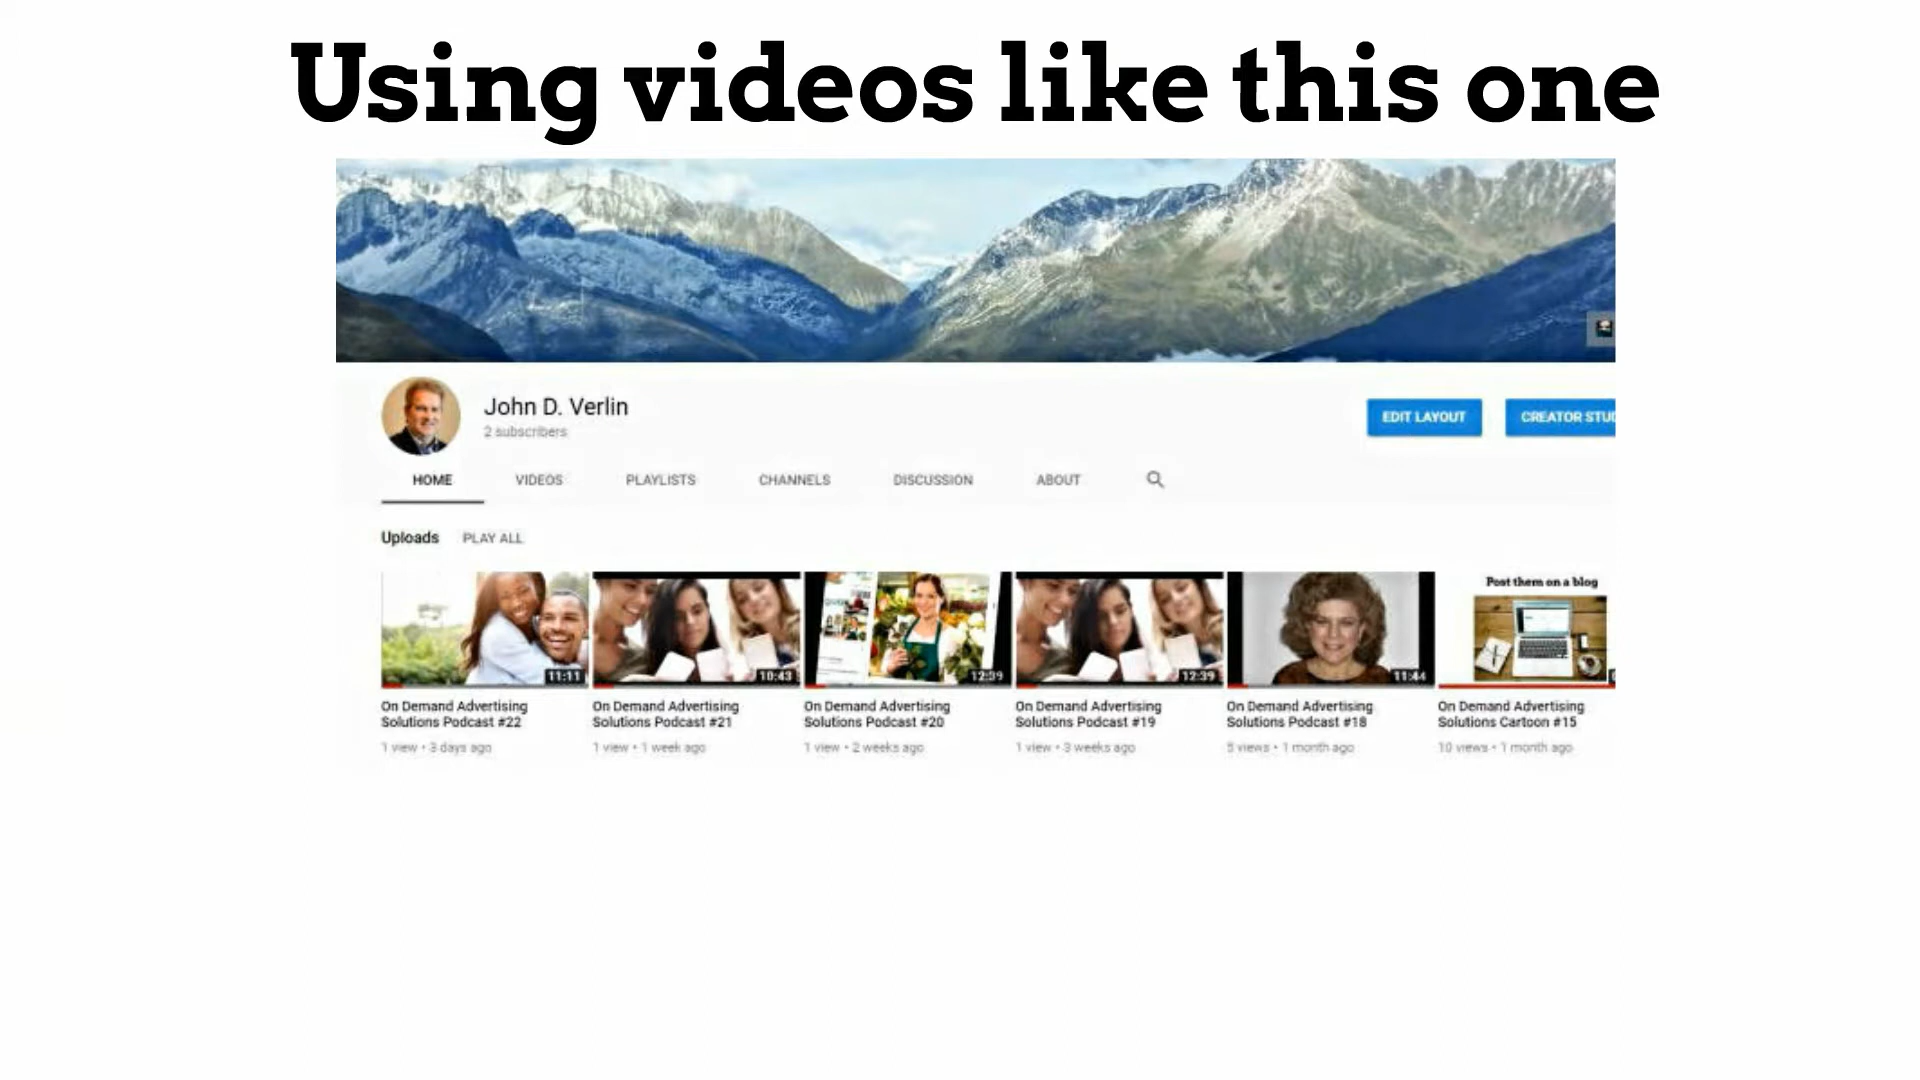 Using videos like this one
John D. Verlin
2 subscribers
EDIT LAYOUT
CREATOR STU
HOME
VIDEOS
PLAYLISTS
CHANNELS
DISCUSSION
ABOUT
Uploads
PLAY ALL
11:11
10:43
12:39
12:39
11:44
Post them on a blog
On Demand Advertising
Solutions Podcast #22
1 view • 3 days ago
On Demand Advertising
Solutions Podcast #21
1 view • 1 week ago
On Demand Advertising
Solutions Podcast #20
1 view • 2 weeks ago
On Demand Advertising
Solutions Podcast #19
1 view • 3 weeks ago
On Demand Advertising
Solutions Podcast #18
5 views • 1 month ago
On Demand Advertising
Solutions Cartoon #15
10 views • 1 month ago